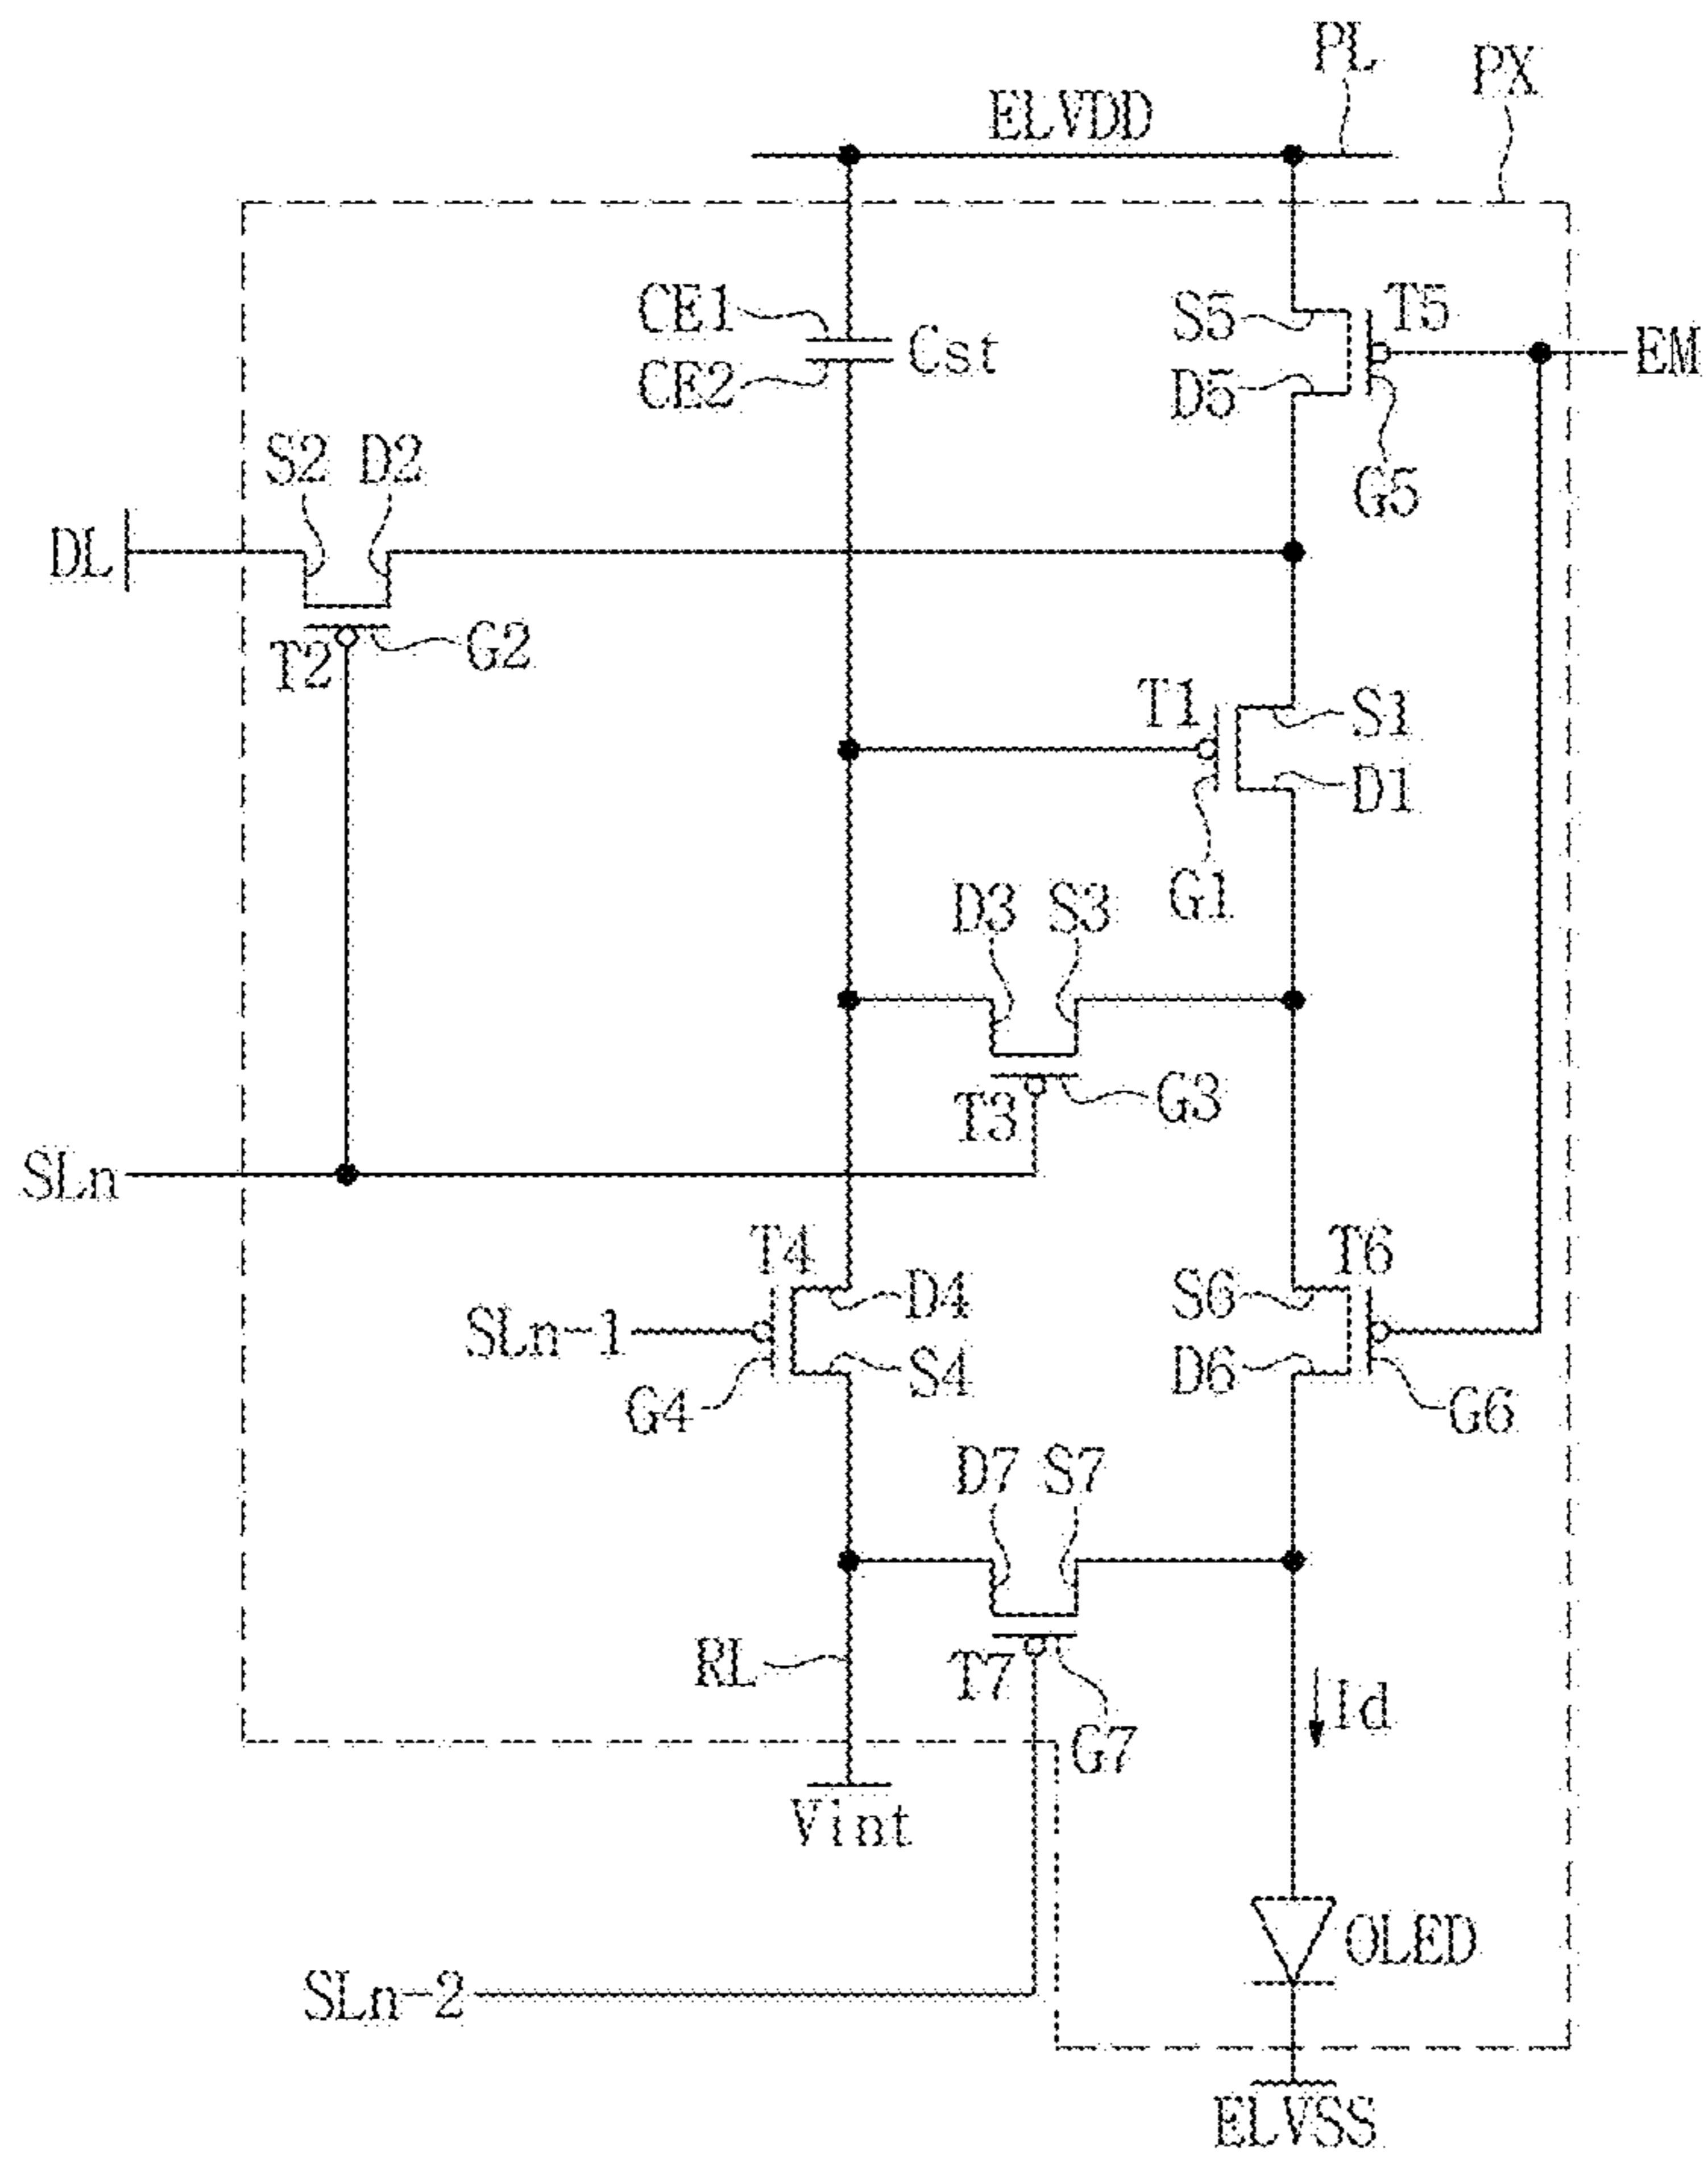 PL
PX
ELVDD
CE1
Cst
CE2
S5
T5
D5
EM
G5
S2 D2
DL
T2
G2
T1
S1
D1
G1
D3 S3
T3
G3
SLn
T4
D4
SLn-1
S4
G4
T6
S6
D6
G6
D7 S7
RL
T7
G7
Id
Vint
OLED
SLn-2
ELVSS